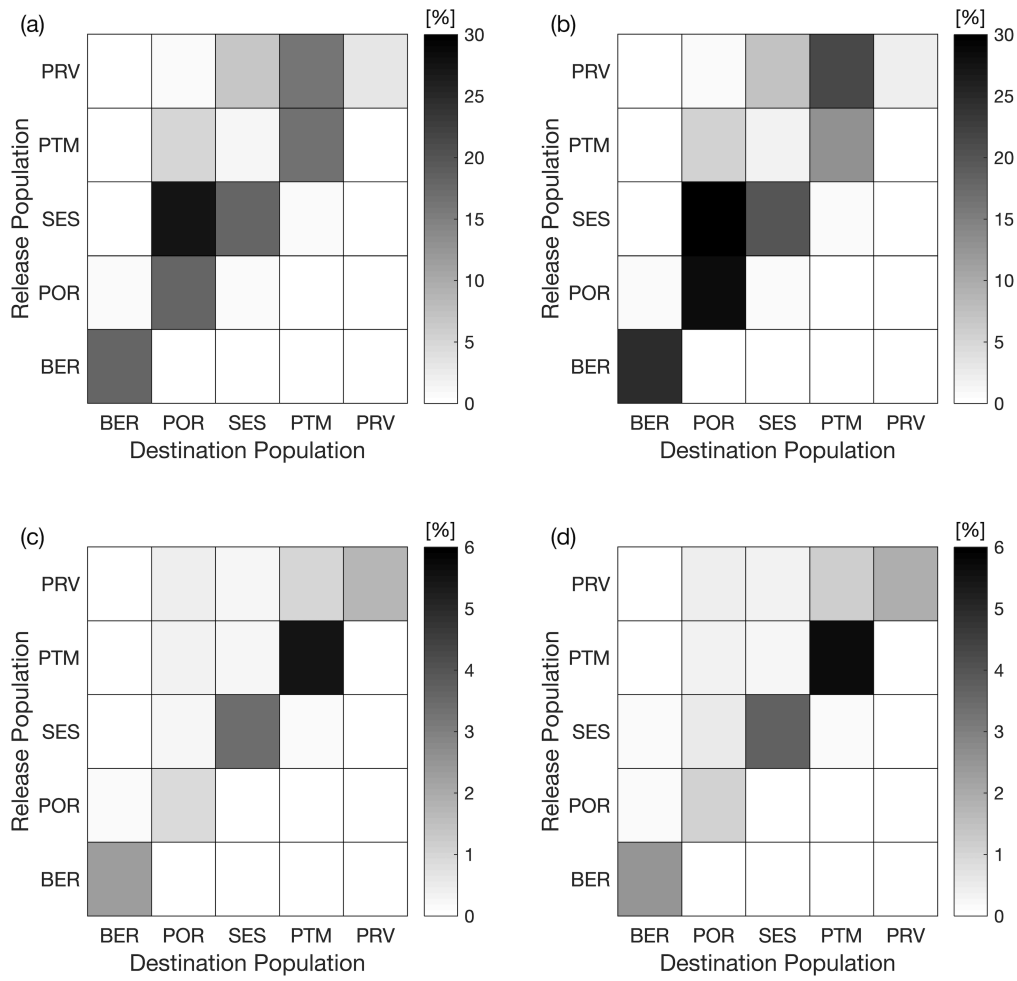 (a)
[%]
30
25
20
15
10
5
0
PRV
PTM
SES
POR
BER
Release Population
BER POR SES PTM PRV
Destination Population
(b)
[%]
30
25
20
15
10
5
0
PRV
PTM
SES
POR
BER
Release Population
BER POR SES PTM PRV
Destination Population
(c)
[%]
6
5
4
3
2
1
0
PRV
PTM
SES
POR
BER
Release Population
BER POR SES PTM PRV
Destination Population
(d)
[%]
6
5
4
3
2
1
0
PRV
PTM
SES
POR
BER
Release Population
BER POR SES PTM PRV
Destination Population